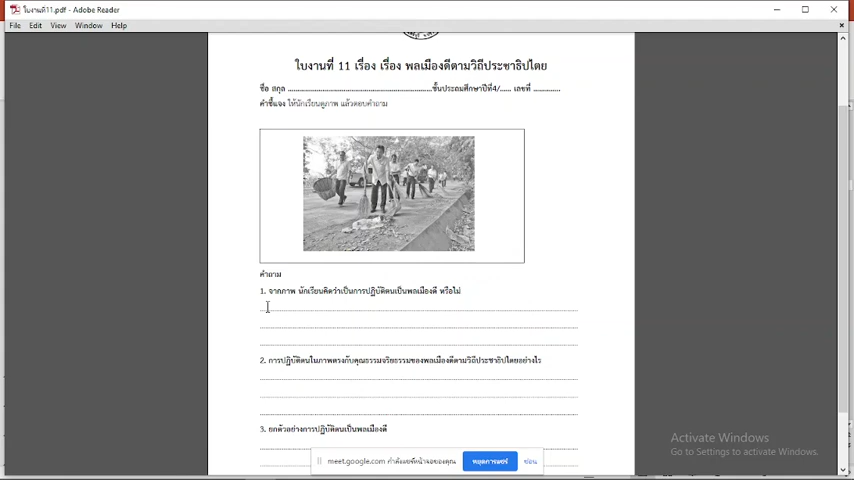 ใบงานที่11.pdf - Adobe Reader
File Edit View Window Help
ใบงานที่ 11 เรื่อง เรื่อง พลเมืองดีตามวิถีประชาธิปไตย
ชื่อ สกุล ..........................................................ชั้นประถมศึกษาปีที่4/...... เลขที่ .............
คำชี้แจง ให้นักเรียนดูภาพ แล้วตอบคำถาม
คำถาม
1. จากภาพ นักเรียนคิดว่าเป็นการปฏิบัติตนเป็นพลเมืองดี หรือไม่
2. การปฏิบัติตนในภาพตรงกับคุณธรรมจริยธรรมของพลเมืองดีตามวิถีประชาธิปไตยอย่างไร
3. ยกตัวอย่างการปฏิบัติตนเป็นพลเมืองดี
Activate Windows
Go to Settings to activate Windows.
meet.google.com กำลังแชร์หน้าจอของคุณ หยุดการแชร์ ซ่อน